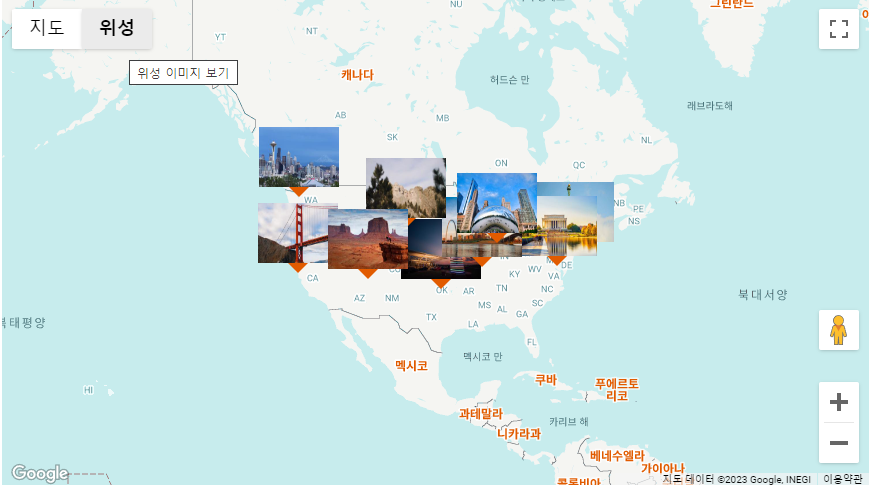 그린란드
지도 위성
위성 이미지 보기
NU
YT
NT
캐나다
허드슨 만
래브라도해
AB
MB
SK
NL
ON
QC
WA
NB
P.E
NS
CA
AZ
NM
OK
AR
TN
KY
WV
VA
DE
NC
SC
MS
AL
GA
TX
LA
FL
북태평양
북대서양
HI
멕시코
멕시코 만
쿠바
푸에르토
리코
과테말라
카리브 해
니카라과
베네수엘라
가이아나
콜롬비아
Google
지도 데이터 ©2023 Google, INEGI
이용약관